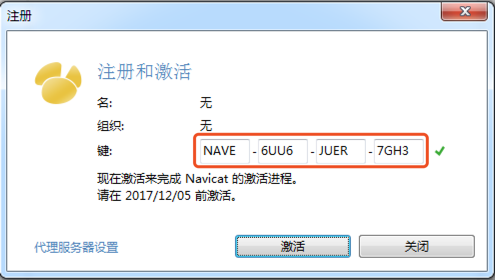 注册
注册和激活
名: 无
组织: 无
键: NAVE - 6UU6 - JUER - 7GH3
现在激活来完成 Navicat 的激活进程。
请在 2017/12/05 前激活。
代理服务器设置 激活 关闭